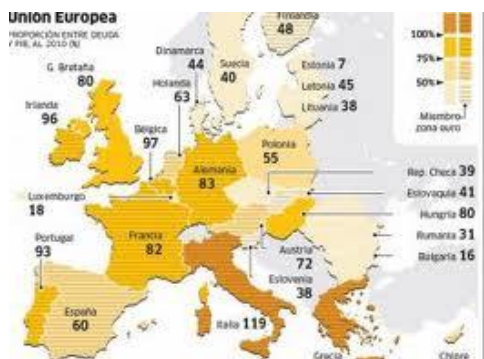 Unión Europea
PROPORCIÓN ENTRE DEUDA
Y PIB, AL 2010 (%)
Finlandia
48
100%
75%
50%
Miembro
zona euro
Dinamarca
44
Suecia
40
Estonia 7
Letonia 45
Lituania 38
G. Bretaña
80
Holanda
63
Irlanda
96
Bélgica
97
Polonia
55
Alemania
83
Rep. Checa 39
Eslovaquia 41
Hungría 80
Rumania 31
Bulgaria 16
Luxemburgo
18
Portugal
93
Francia
82
Austria
72
Eslovenia
38
España
60
Italia 119
Grecia
Chipre